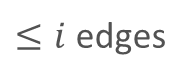 ≤ i edges